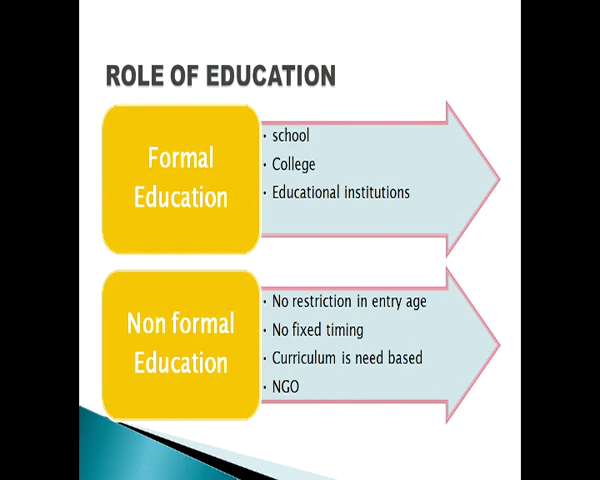 ROLE OF EDUCATION
Formal
Education
• school
• College
• Educational institutions
Non formal
Education
• No restriction in entry age
• No fixed timing
• Curriculum is need based
• NGO